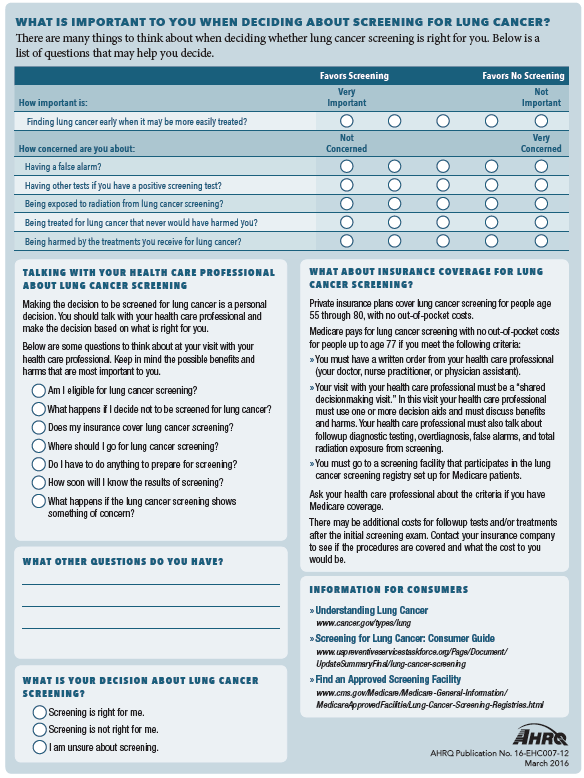 WHAT IS IMPORTANT TO YOU WHEN DECIDING ABOUT SCREENING FOR LUNG CANCER?
There are many things to think about when deciding whether lung cancer screening is right for you. Below is a
list of questions that may help you decide.
Favors Screening
Favors No Screening
How important is:
Very
Important
Not
Important
Finding lung cancer early when it may be more easily treated?
How concerned are you about:
Not
Concerned
Very
Concerned
Having a false alarm?
Having other tests if you have a positive screening test?
Being exposed to radiation from lung cancer screening?
Being treated for lung cancer that never would have harmed you?
Being harmed by the treatments you receive for lung cancer?
TALKING WITH YOUR HEALTH CARE PROFESSIONAL
ABOUT LUNG CANCER SCREENING
Making the decision to be screened for lung cancer is a personal
decision. You should talk with your health care professional and
make the decision based on what is right for you.
Below are some questions to think about at your visit with your
health care professional. Keep in mind the possible benefits and
harms that are most important to you.
Am I eligible for lung cancer screening?
What happens if I decide not to be screened for lung cancer?
Does my insurance cover lung cancer screening?
Where should I go for lung cancer screening?
Do I have to do anything to prepare for screening?
How soon will I know the results of screening?
What happens if the lung cancer screening shows
something of concern?
WHAT OTHER QUESTIONS DO YOU HAVE?
WHAT IS YOUR DECISION ABOUT LUNG CANCER
SCREENING?
Screening is right for me.
Screening is not right for me.
I am unsure about screening.
WHAT ABOUT INSURANCE COVERAGE FOR LUNG
CANCER SCREENING?
Private insurance plans cover lung cancer screening for people age
55 through 80, with no out-of-pocket costs.
Medicare pays for lung cancer screening with no out-of-pocket costs
for people up to age 77 if you meet the following criteria:
» You must have a written order from your health care professional
(your doctor, nurse practitioner, or physician assistant).
» Your visit with your health care professional must be a “shared
decisionmaking visit.” In this visit your health care professional
must use one or more decision aids and must discuss benefits
and harms. Your health care professional must also talk about
followup diagnostic testing, overdiagnosis, false alarms, and total
radiation exposure from screening.
» You must go to a screening facility that participates in the lung
cancer screening registry set up for Medicare patients.
Ask your health care professional about the criteria if you have
Medicare coverage.
There may be additional costs for followup tests and/or treatments
after the initial screening exam. Contact your insurance company
to see if the procedures are covered and what the cost to you
would be.
INFORMATION FOR CONSUMERS
» Understanding Lung Cancer
www.cancer.gov/types/lung
» Screening for Lung Cancer: Consumer Guide
www.uspreventiveservicestaskforce.org/Page/Document/
UpdateSummaryFinal/lung-cancer-screening
» Find an Approved Screening Facility
www.cms.gov/Medicare/Medicare-General-Information/
MedicareApprovedFacilitie/Lung-Cancer-Screening-Registries.html
AHRQ
AHRQ Publication No. 16-EHC007-12
March 2016